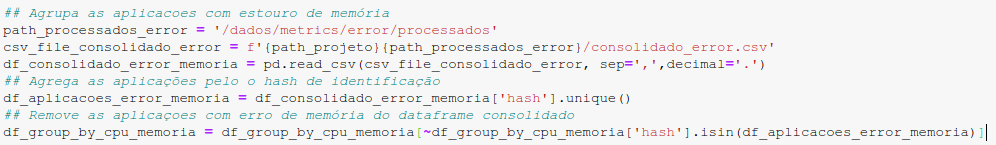 ## Agrupa as aplicacoes com estouro de memória
path_processados_error = '/dados/metrics/error/processados'
csv_file_consolidado_error = f'{path_projeto}{path_processados_error}/consolidado_error.csv'
df_consolidado_error_memoria = pd.read_csv(csv_file_consolidado_error, sep=',',decimal='.')
## Agrega as aplicações pelo o hash de identificação
df_aplicacoes_error_memoria = df_consolidado_error_memoria['hash'].unique()
## Remove as aplicaçoes com erro de memória do dataframe consolidado
df_group_by_cpu_memoria = df_group_by_cpu_memoria[~df_group_by_cpu_memoria['hash'].isin(df_aplicacoes_error_memoria)]